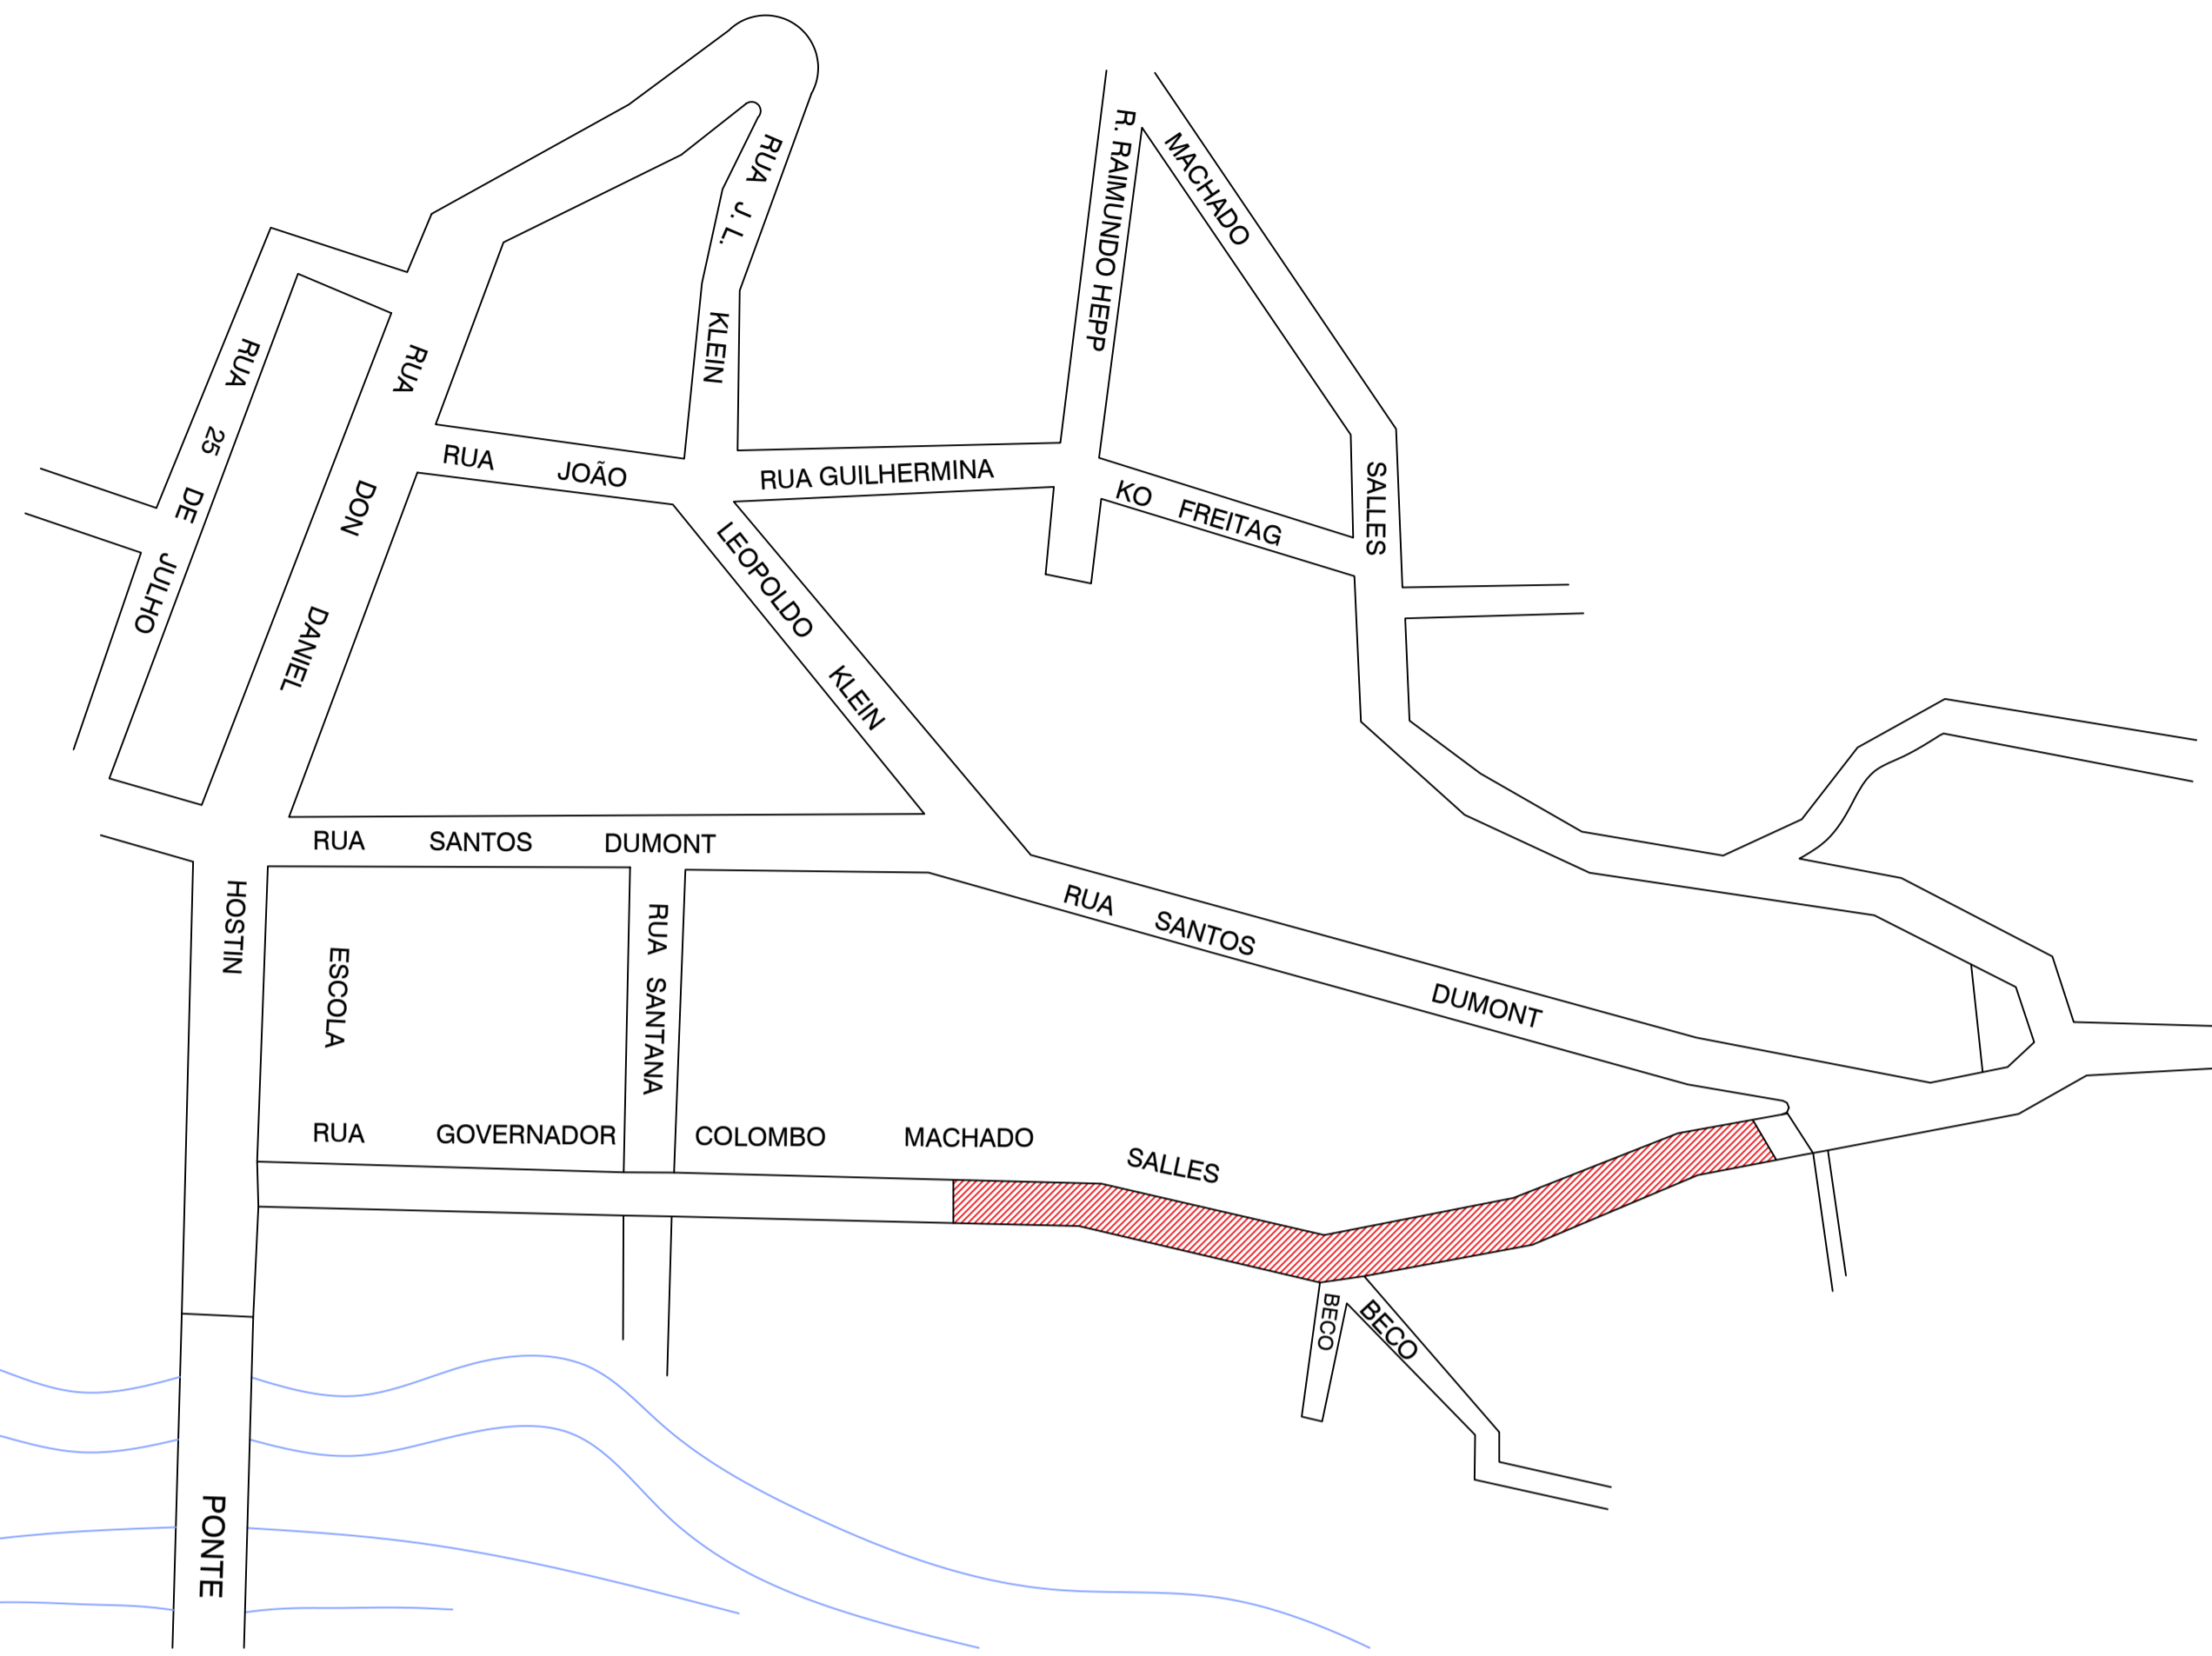 RUA J. L. KLEIN
R. RAIMUNDO HEPP
MACHADO SALLES
RUA 25 DE JULHO
RUA DON DANIEL HOSTIN
RUA JOÃO LEOPOLDO KLEIN
RUA GUILHERMINA KO FREITAG
RUA SANTOS DUMONT
RUA SANTOS DUMONT
ESCOLA
RUA SANTANA
RUA GOVERNADOR COLOMBO MACHADO SALLES
BECO
BECO
PONTE